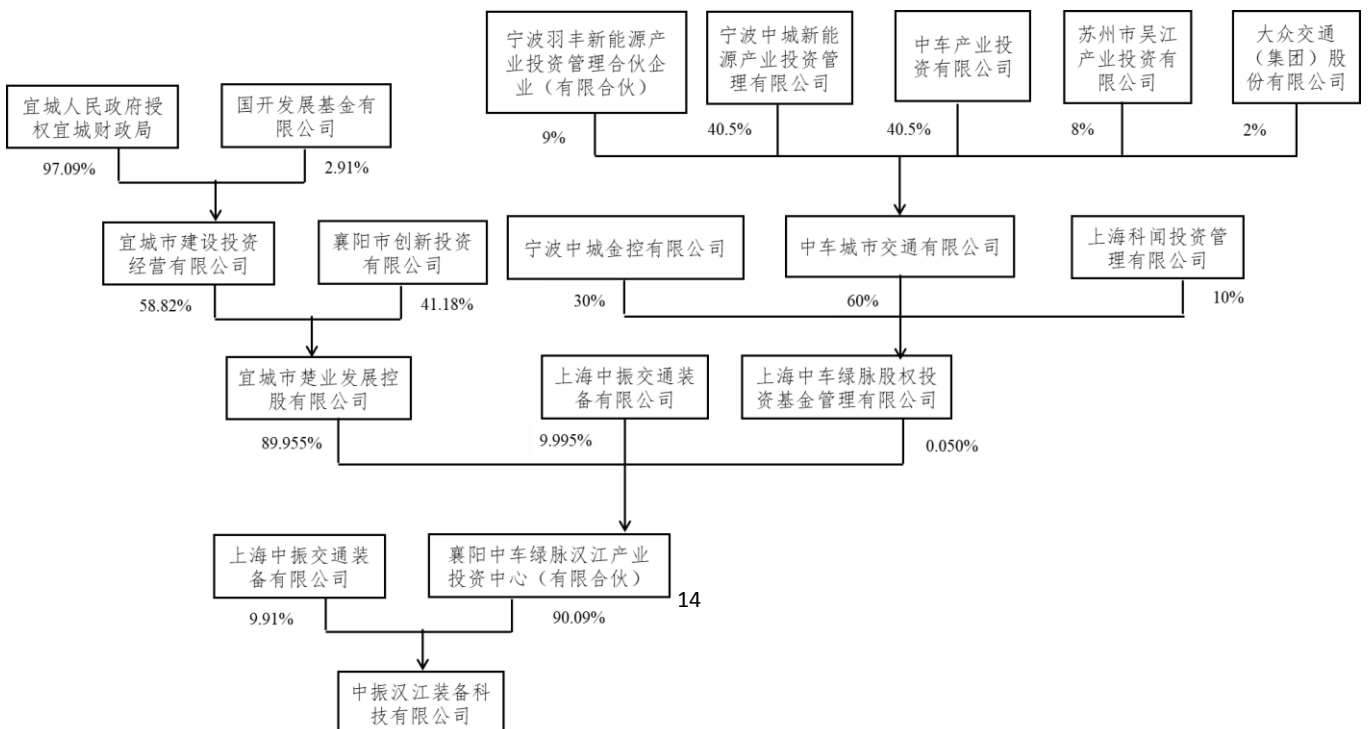 宁波羽丰新能源产
业投资管理合伙企
业（有限合伙）
宁波中城新能
源产业投资管
理有限公司
中车产业投
资有限公司
苏州市吴江
产业投资有
限公司
大众交通
（集团）股
份有限公司
宜城人民政府授
权宜城财政局
国开发展基金有
限公司
9%
40.5%
40.5%
8%
2%
97.09%
2.91%
宜城市建设投资
经营有限公司
襄阳市创新投资
有限公司
宁波中城金控有限公司
中车城市交通有限公司
上海科闻投资管
理有限公司
58.82%
41.18%
30%
60%
10%
宜城市楚业发展控
股有限公司
上海中振交通装
备有限公司
上海中车绿脉股权投
资基金管理有限公司
89.955%
9.995%
0.050%
上海中振交通装
备有限公司
襄阳中车绿脉汉江产业
投资中心（有限合伙）
14
9.91%
90.09%
中振汉江装备科
技有限公司